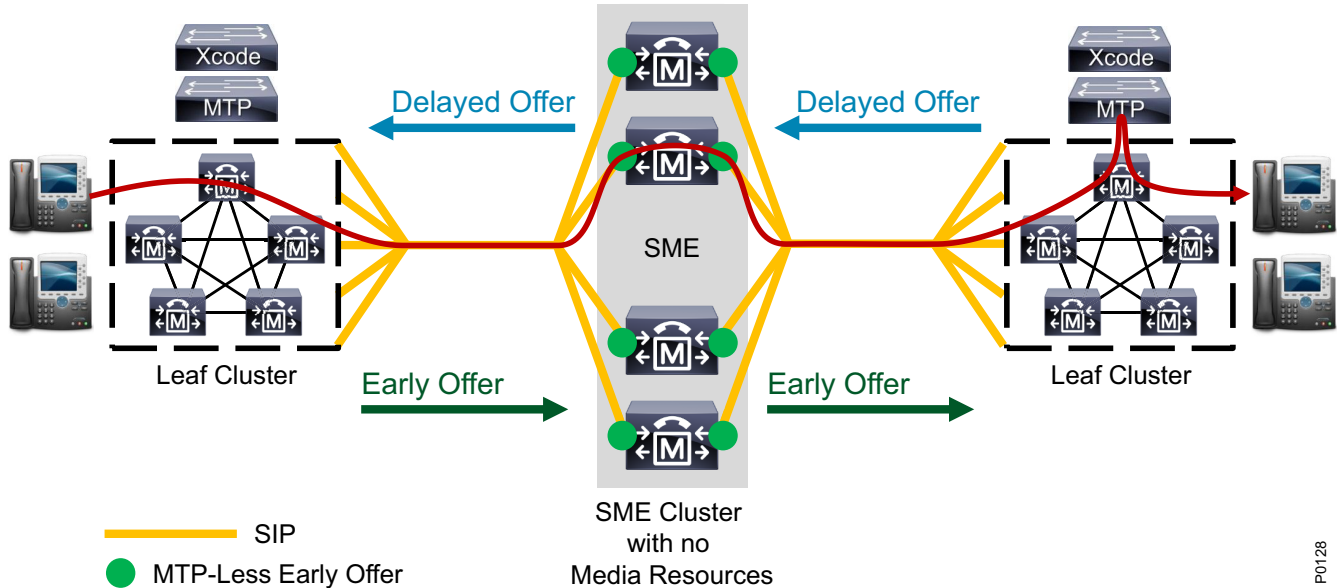 Xcode
MTP
Delayed Offer
Delayed Offer
Xcode
MTP
M
M
M
M
M
M
M
SME
M
M
M
M
M
M
M
Leaf Cluster
Leaf Cluster
Early Offer
Early Offer
SME Cluster
with no
Media Resources
SIP
MTP-Less Early Offer
P0128